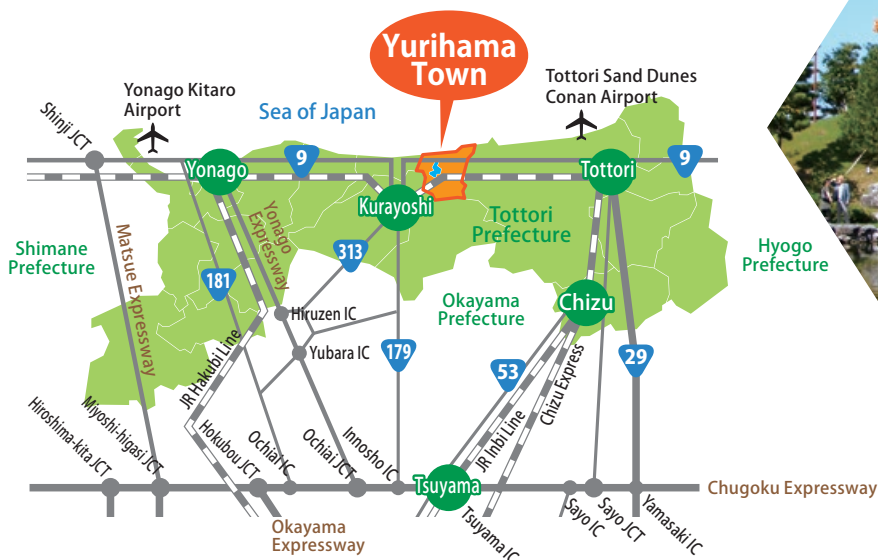 Yurihama
Town
Yonago Kitaro
Airport
Sea of Japan
Tottori Sand Dunes
Conan Airport
Shinji JCT
9
9
Yonago
Tottori
Kurayoshi
Yonago
Expressway
Tottori
Prefecture
Shimane
Prefecture
Matsue Expressway
313
Hyogo
Prefecture
181
Okayama
Prefecture
Chizu
Hiruzen IC
JR Hakubi Line
Yubara IC
179
53
29
Chizu Express
JR Inbi Line
Hiroshima-kita JCT
Miyoshi-higasi JCT
Hokubou JCT
Ochiai IC
Ochiai JCT
Innosho IC
Tsuyama
Chugoku Expressway
Okayama
Expressway
Tsuyama IC
Sayo IC
Sayo JCT
Yamasaki IC